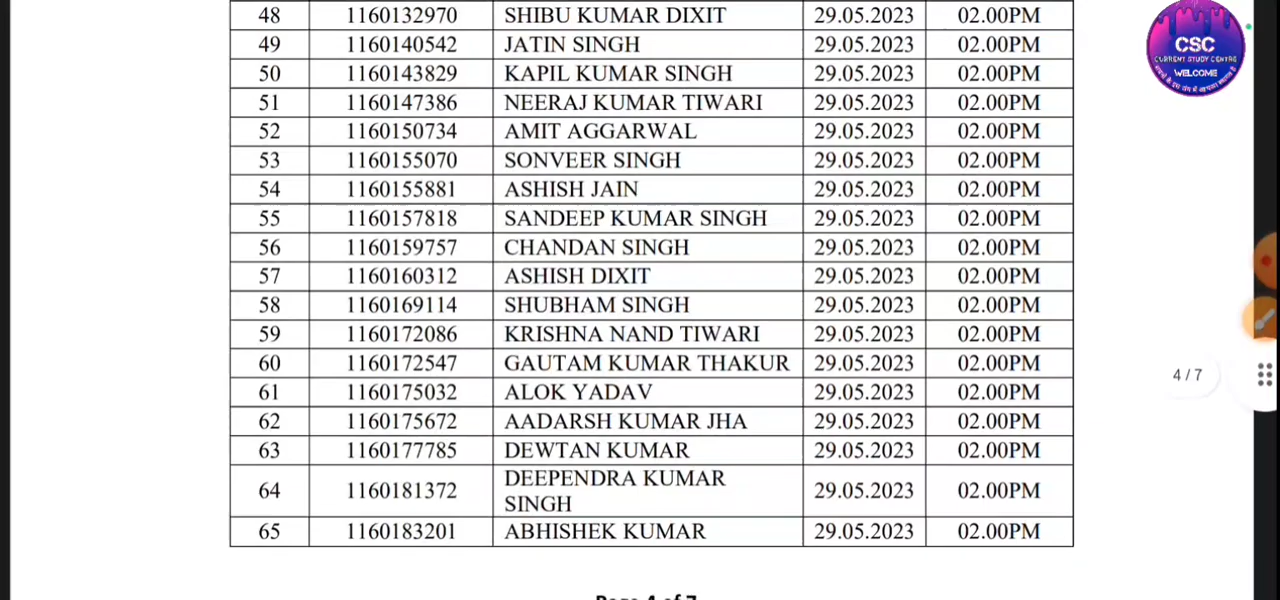 48 1160132970 SHIBU KUMAR DIXIT 29.05.2023 02.00PM
49 1160140542 JATIN SINGH 29.05.2023 02.00PM
50 1160143829 KAPIL KUMAR SINGH 29.05.2023 02.00PM
51 1160147386 NEERAJ KUMAR TIWARI 29.05.2023 02.00PM
52 1160150734 AMIT AGGARWAL 29.05.2023 02.00PM
53 1160155070 SONVEER SINGH 29.05.2023 02.00PM
54 1160155881 ASHISH JAIN 29.05.2023 02.00PM
55 1160157818 SANDEEP KUMAR SINGH 29.05.2023 02.00PM
56 1160159757 CHANDAN SINGH 29.05.2023 02.00PM
57 1160160312 ASHISH DIXIT 29.05.2023 02.00PM
58 1160169114 SHUBHAM SINGH 29.05.2023 02.00PM
59 1160172086 KRISHNA NAND TIWARI 29.05.2023 02.00PM
60 1160172547 GAUTAM KUMAR THAKUR 29.05.2023 02.00PM
61 1160175032 ALOK YADAV 29.05.2023 02.00PM
62 1160175672 AADARSH KUMAR JHA 29.05.2023 02.00PM
63 1160177785 DEWTAN KUMAR 29.05.2023 02.00PM
64 1160181372 DEEPENDRA KUMAR
SINGH 29.05.2023 02.00PM
65 1160183201 ABHISHEK KUMAR 29.05.2023 02.00PM
Page 4 of 7
CSC
CURRENT STUDY CENTRE
WELCOME
4 / 7